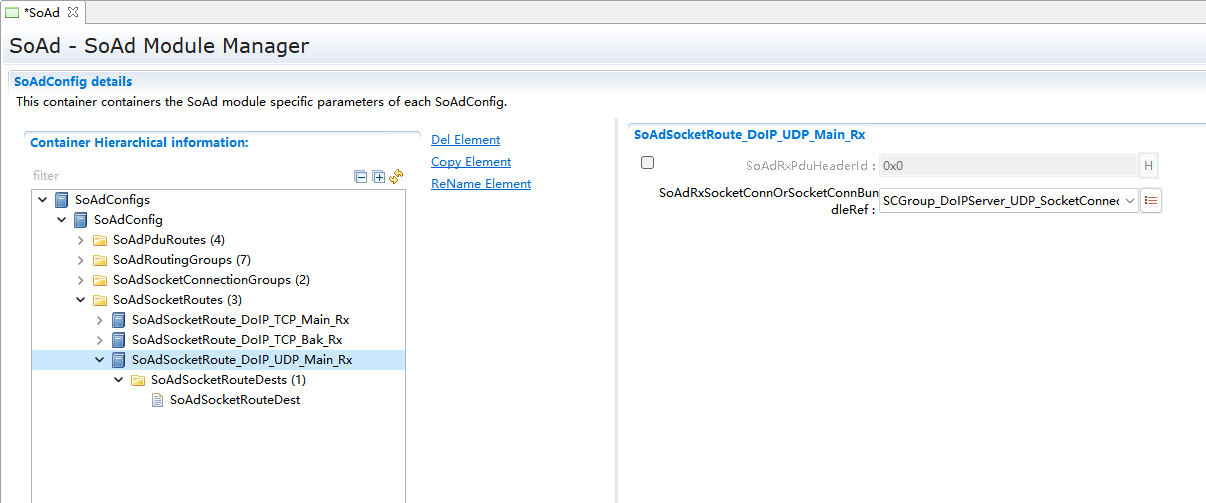 *SoAd
SoAd - SoAd Module Manager
SoAdConfig details
This container containers the SoAd module specific parameters of each SoAdConfig.
Container Hierarchical information:
filter
SoAdConfigs
SoAdConfig
SoAdPduRoutes (4)
SoAdRoutingGroups (7)
SoAdSocketConnectionGroups (2)
SoAdSocketRoutes (3)
SoAdSocketRoute_DoIP_TCP_Main_Rx
SoAdSocketRoute_DoIP_TCP_Bak_Rx
SoAdSocketRoute_DoIP_UDP_Main_Rx
SoAdSocketRouteDests (1)
SoAdSocketRouteDest
Del Element
Copy Element
ReName Element
SoAdSocketRoute_DoIP_UDP_Main_Rx
SoAdRxPduHeaderId : 0x0 H
SoAdRxSocketConnOrSocketConnBun
dleRef : SCGroup_DoIPServer_UDP_SocketConnec